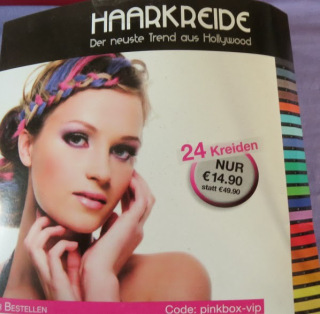 HAARKREIDE
Der neuste Trend aus Hollywood
24 Kreiden
NUR
€14.90
statt €49.90
BESTELLEN
Code: pinkbox-vip